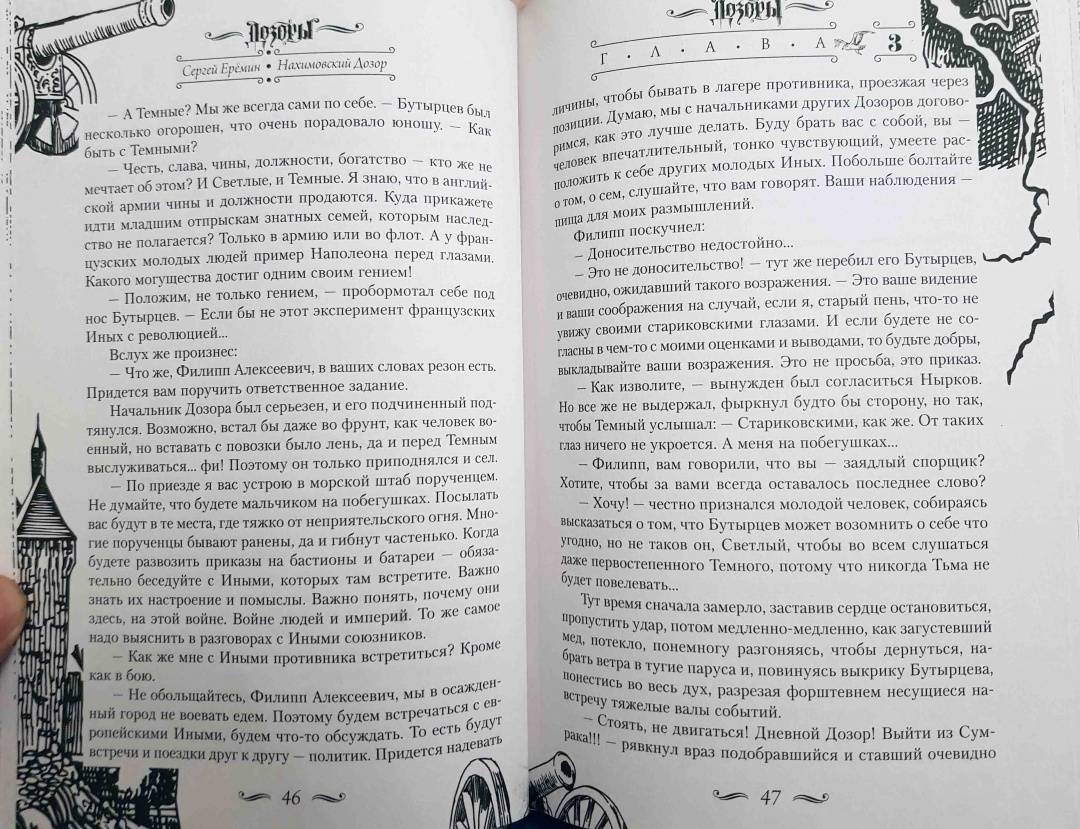 Дозоры
Сергей Ерёмин • Нахимовский Дозор
— А Темные? Мы же всегда сами по себе. — Бутырцев был
несколько огорошен, что очень порадовало юношу. — Как
быть с Темными?
— Честь, слава, чины, должности, богатство — кто же не
мечтает об этом? И Светлые, и Темные. Я знаю, что в англий-
ской армии чины и должности продаются. Куда прикажете
идти младшим отпрыскам знатных семей, которым наслед-
ство не полагается? Только в армию или во флот. А у фран-
цузских молодых людей пример Наполеона перед глазами.
Какого могущества достиг одним своим гением!
— Положим, не только гением, — пробормотал себе под
нос Бутырцев. — Если бы не этот эксперимент французских
Иных с революцией...
Вслух же произнес:
— Что же, Филипп Алексеевич, в ваших словах резон есть.
Придется вам поручить ответственное задание.
Начальник Дозора был серьезен, и его подчиненный под-
тянулся. Возможно, встал бы даже во фрунт, как человек во-
енный, но вставать с повозки было лень, да и перед Темным
выслуживаться... фи! Поэтому он только приподнялся и сел.
— По приезде я вас устрою в морской штаб порученцем.
Не думайте, что будете мальчиком на побегушках. Посылать
вас будут в те места, где тяжко от неприятельского огня. Мно-
гие порученцы бывают ранены, да и гибнут частенько. Когда
будете развозить приказы на бастионы и батареи — обяза-
тельно беседуйте с Иными, которых там встретите. Важно
знать их настроение и помыслы. Важно понять, почему они
здесь, на этой войне. Войне людей и империй. То же самое
надо выяснить в разговорах с Иными союзников.
— Как же мне с Иными противника встретиться? Кроме
как в бою.
— Не обольщайтесь, Филипп Алексеевич, мы в осажден-
ный город не воевать едем. Поэтому будем встречаться с ев-
ропейскими Иными, будем что-то обсуждать. То есть будут
встречи и поездки друг к другу — политик. Придется надевать
46
Дозоры
Г • Л • А • В • А 3
личины, чтобы бывать в лагере противника, проезжая через
позиции. Думаю, мы с начальниками других Дозоров догово-
римся, как это лучше делать. Буду брать вас с собой, вы —
человек впечатлительный, тонко чувствующий, умеете рас-
положить к себе других молодых Иных. Побольше болтайте
о том, о сем, слушайте, что вам говорят. Ваши наблюдения —
пища для моих размышлений.
Филипп поскучнел:
— Доносительство недостойно...
— Это не доносительство! — тут же перебил его Бутырцев,
очевидно, ожидавший такого возражения. — Это ваше видение
и ваши соображения на случай, если я, старый пень, что-то не
увижу своими стариковскими глазами. И если будете не со-
гласны в чем-то с моими оценками и выводами, то будьте добры,
выкладывайте ваши возражения. Это не просьба, это приказ.
— Как изволите, — вынужден был согласиться Нырков.
Но все же не выдержал, фыркнул будто бы сторону, но так,
чтобы Темный услышал: — Стариковскими, как же. От таких
глаз ничего не укроется. А меня на побегушках...
— Филипп, вам говорили, что вы — заядлый спорщик?
Хотите, чтобы за вами всегда оставалось последнее слово?
— Хочу! — честно признался молодой человек, собираясь
высказаться о том, что Бутырцев может возомнить о себе что
угодно, но не таков он, Светлый, чтобы во всем слушаться
даже первостепенного Темного, потому что никогда Тьма не
будет повелевать...
Тут время сначала замерло, заставив сердце остановиться,
пропустить удар, потом медленно-медленно, как загустевший
мед, потекло, понемногу разгоняясь, чтобы дернуться, на-
брать ветра в тугие паруса и, повинуясь выкрику Бутырцева,
понестись во весь дух, разрезая форштевнем несущиеся на-
встречу тяжелые валы событий.
— Стоять, не двигаться! Дневной Дозор! Выйти из Сум-
рака!!! — рявкнул враз подобравшийся и ставший очевидно
47